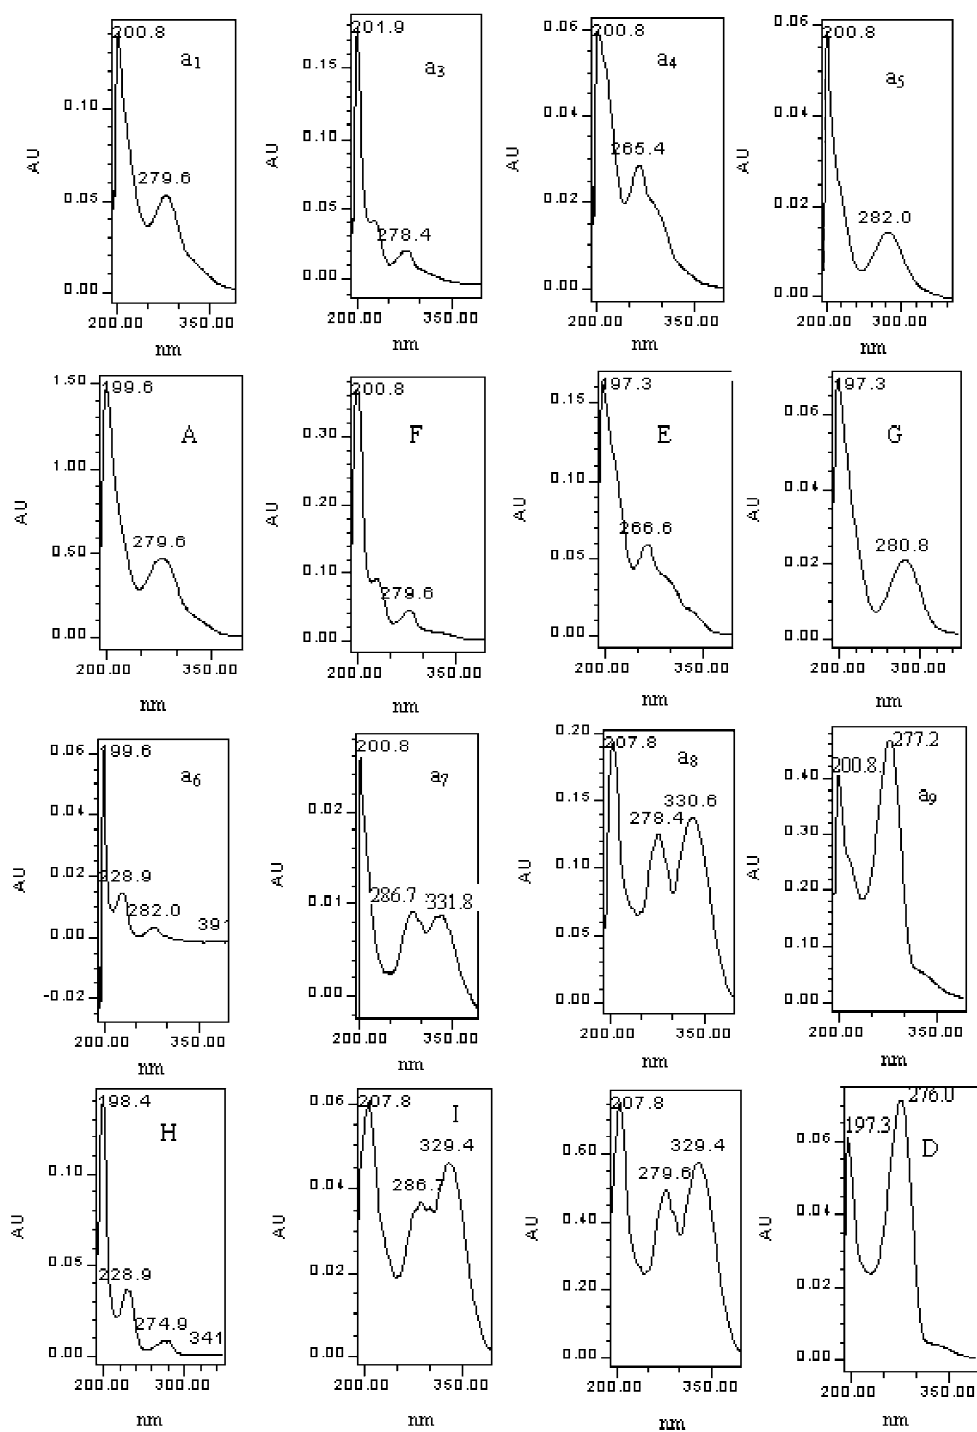 200.8
a1
0.10
0.05
0.00
AU
279.6
200.00 350.00
nm
201.9
a3
0.15
0.10
0.05
0.00
AU
278.4
200.00 350.00
nm
0.06
200.8
a4
0.04
0.02
0.00
AU
265.4
200.00 350.00
nm
0.06
200.8
a5
0.04
0.02
0.00
AU
282.0
200.00 300.00
nm
1.50
199.6
A
1.00
0.50
0.00
AU
279.6
200.00 350.00
nm
200.8
F
0.30
0.20
0.10
0.00
AU
279.6
200.00 350.00
nm
197.3
E
0.15
0.10
0.05
0.00
AU
266.6
200.00 350.00
nm
197.3
G
0.06
0.04
0.02
0.00
AU
280.8
200.00 300.00
nm
0.06
199.6
a6
0.04
0.02
0.00
-0.02
AU
228.9
282.0
391
200.00 350.00
nm
200.8
a7
0.02
0.01
0.00
AU
286.7 331.8
200.00 350.00
nm
0.20
207.8
a8
0.15
0.10
0.05
0.00
AU
278.4
330.6
200.00 350.00
nm
277.2
200.8
a9
0.40
0.30
0.20
0.10
0.00
AU
200.00 350.00
nm
198.4
H
0.10
0.05
0.00
AU
228.9
274.9
341
200.00 300.00
nm
0.06
207.8
I
0.04
0.02
0.00
AU
286.7
329.4
200.00 350.00
nm
207.8
0.60
0.40
0.20
0.00
AU
279.6
329.4
200.00 350.00
nm
276.0
197.3
D
0.06
0.04
0.02
0.00
AU
200.00 350.00
nm